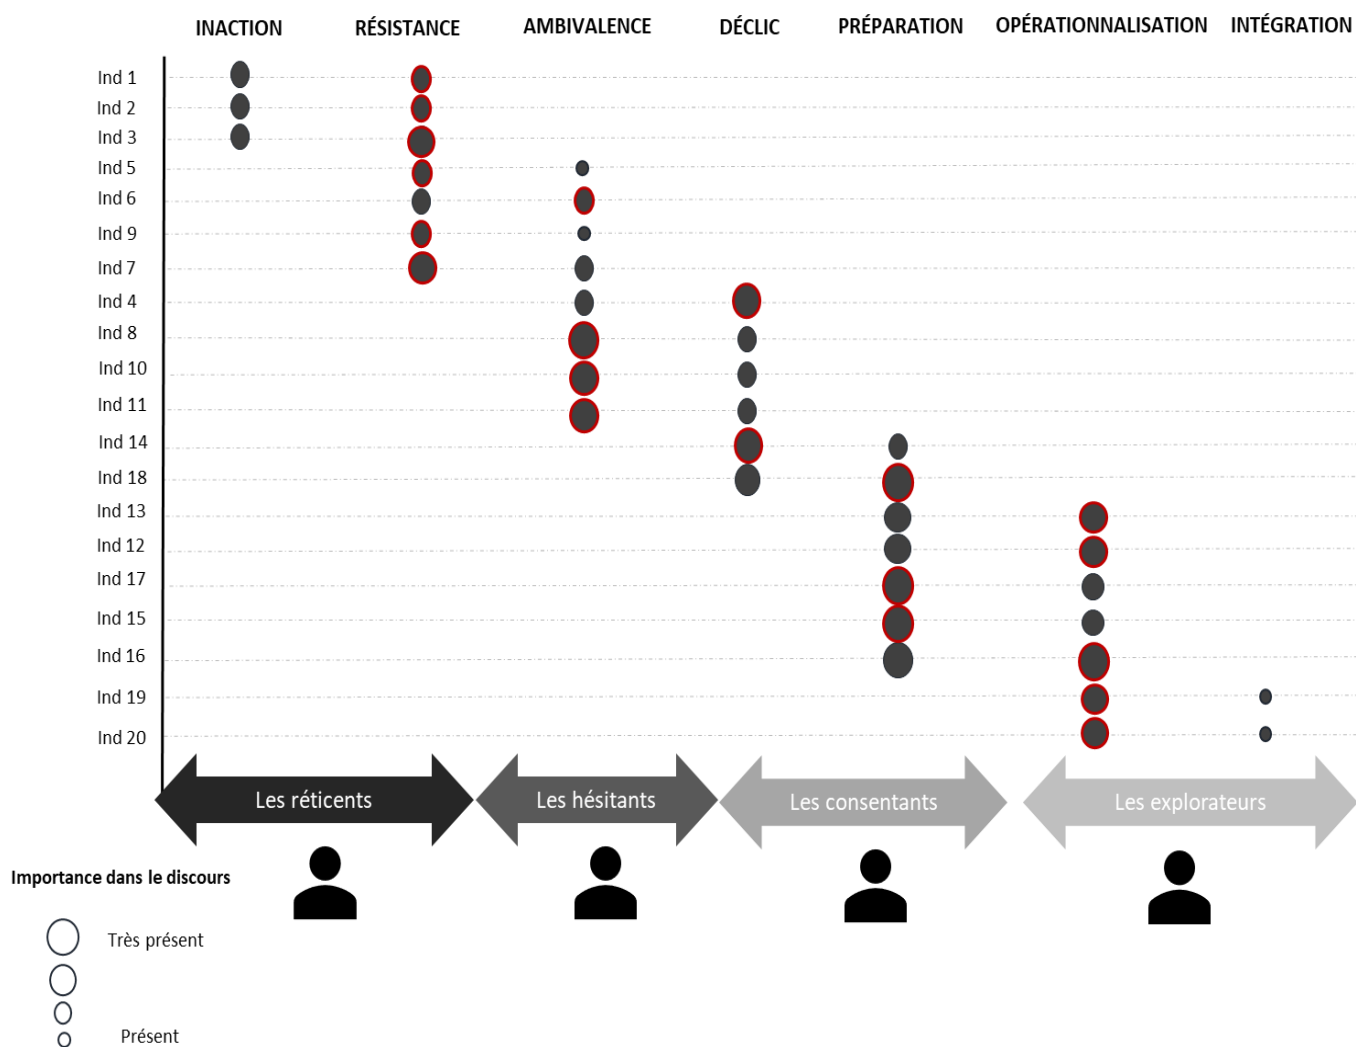 INACTION RÉSISTANCE AMBIVALENCE DÉCLIC PRÉPARATION OPÉRATIONNALISATION INTÉGRATION
Ind 1
Ind 2
Ind 3
Ind 5
Ind 6
Ind 9
Ind 7
Ind 4
Ind 8
Ind 10
Ind 11
Ind 14
Ind 18
Ind 13
Ind 12
Ind 17
Ind 15
Ind 16
Ind 19
Ind 20
Les réticents Les hésitants Les consentants Les explorateurs
Importance dans le discours
Très présent
Présent